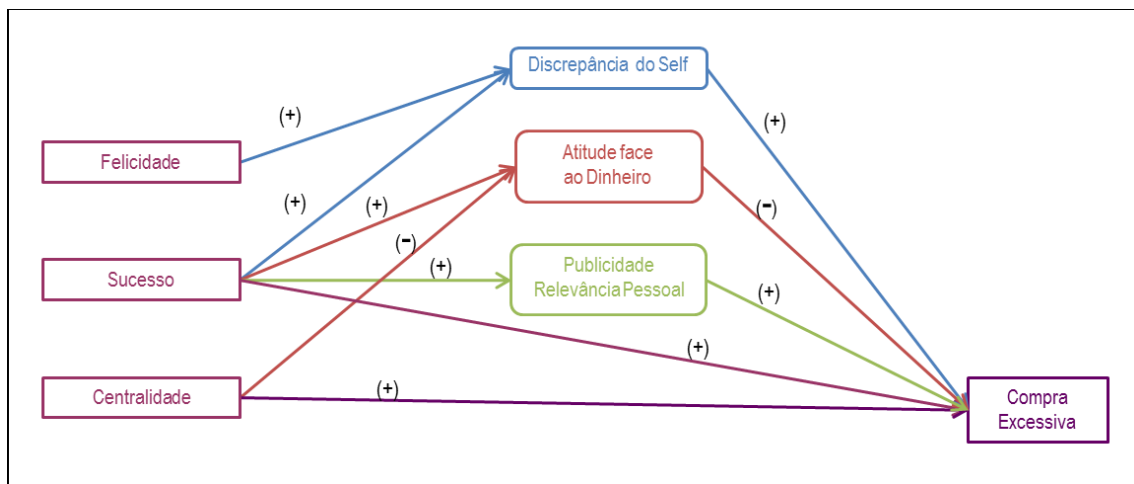 Discrepância do Self
(+)
(+)
Felicidade
Atitude face
ao Dinheiro
(+)
(+)
(-)
(-)
Sucesso
(+)
Publicidade
Relevância Pessoal
(+)
(+)
Centralidade
(+)
Compra
Excessiva